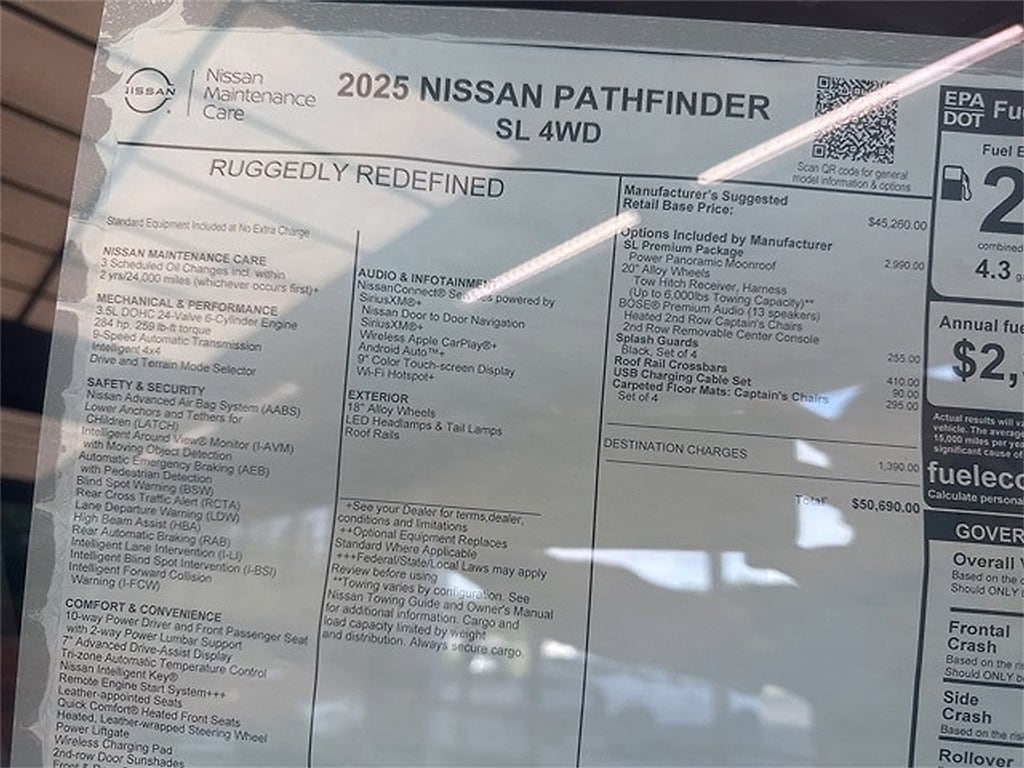 NISSAN
Nissan
Maintenance
Care
2025 NISSAN PATHFINDER
SL 4WD
Scan QR code for general
model information & options
RUGGEDLY REDEFINED
Standard Equipment Included at No Extra Charge
NISSAN MAINTENANCE CARE
3 Scheduled Oil Changes incl. within
2 yrs/24,000 miles (whichever occurs first)+
MECHANICAL & PERFORMANCE
3.5L DOHC 24-Valve 6-Cylinder Engine
284 hp, 259 lb-ft torque
9-Speed Automatic Transmission
Intelligent 4x4
Drive and Terrain Mode Selector
SAFETY & SECURITY
Nissan Advanced Air Bag System (AABS)
Lower Anchors and Tethers for
Children (LATCH)
Intelligent Around View® Monitor (I-AVM)
with Moving Object Detection
Automatic Emergency Braking (AEB)
with Pedestrian Detection
Blind Spot Warning (BSW)
Rear Cross Traffic Alert (RCTA)
Lane Departure Warning (LDW)
High Beam Assist (HBA)
Rear Automatic Braking (RAB)
Intelligent Lane Intervention (I-LI)
Intelligent Blind Spot Intervention (I-BSI)
Intelligent Forward Collision
Warning (I-FCW)
COMFORT & CONVENIENCE
10-way Power Driver and Front Passenger Seat
with 2-way Power Lumbar Support
7" Advanced Drive-Assist Display
Tri-zone Automatic Temperature Control
Nissan Intelligent Key®
Remote Engine Start System+++
Leather-appointed Seats
Quick Comfort® Heated Front Seats
Heated, Leather-wrapped Steering Wheel
Power Liftgate
Wireless Charging Pad
2nd-row Door Sunshades
AUDIO & INFOTAINMENT
NissanConnect® Services powered by
SiriusXM®+
Nissan Door to Door Navigation
SiriusXM®+
Wireless Apple CarPlay®+
Android Auto™+
9" Color Touch-screen Display
Wi-Fi Hotspot+
EXTERIOR
18" Alloy Wheels
LED Headlamps & Tail Lamps
Roof Rails
+See your Dealer for terms,dealer,
conditions and limitations
++Optional Equipment Replaces
Standard Where Applicable
+++Federal/State/Local Laws may apply
Review before using
**Towing varies by configuration. See
Nissan Towing Guide and Owner's Manual
for additional information. Cargo and
load capacity limited by weight
and distribution. Always secure cargo.
Manufacturer's Suggested
Retail Base Price: $45,260.00
Options Included by Manufacturer
SL Premium Package 2,990.00
Power Panoramic Moonroof
20" Alloy Wheels
Tow Hitch Receiver, Harness
(Up to 6,000lbs Towing Capacity)**
BOSE® Premium Audio (13 speakers)
Heated 2nd Row Captain's Chairs
2nd Row Removable Center Console
Splash Guards 255.00
Black, Set of 4
Roof Rail Crossbars 410.00
USB Charging Cable Set 90.00
Carpeted Floor Mats: Captain's Chairs 295.00
Set of 4
DESTINATION CHARGES 1,390.00
Total: $50,690.00
EPA
DOT
Fuel E
2
combined
4.3
Annual fue
$2,
Actual results will va
vehicle. The average
15,000 miles per yea
significant cause of
fueleco
Calculate persona
GOVER
Overall V
Based on the
Should ONLY b
Frontal
Crash
Based on the ris
Should ONLY be
Side
Crash
Based on the risk
Rollover